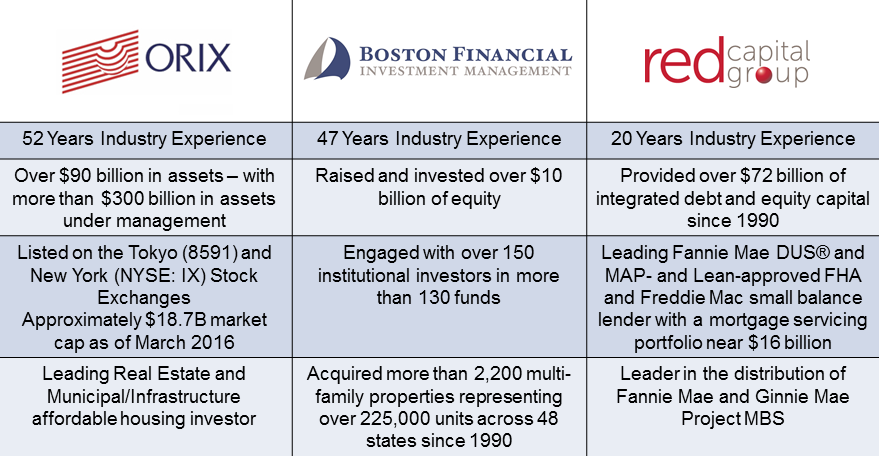 ORIX
BOSTON FINANCIAL
INVESTMENT MANAGEMENT
red capital
group
52 Years Industry Experience
47 Years Industry Experience
20 Years Industry Experience
Over $90 billion in assets – with
more than $300 billion in assets
under management
Raised and invested over $10
billion of equity
Provided over $72 billion of
integrated debt and equity capital
since 1990
Listed on the Tokyo (8591) and
New York (NYSE: IX) Stock
Exchanges
Approximately $18.7B market
cap as of March 2016
Engaged with over 150
institutional investors in more
than 130 funds
Leading Fannie Mae DUS® and
MAP- and Lean-approved FHA
and Freddie Mac small balance
lender with a mortgage servicing
portfolio near $16 billion
Leading Real Estate and
Municipal/Infrastructure
affordable housing investor
Acquired more than 2,200 multi-
family properties representing
over 225,000 units across 48
states since 1990
Leader in the distribution of
Fannie Mae and Ginnie Mae
Project MBS